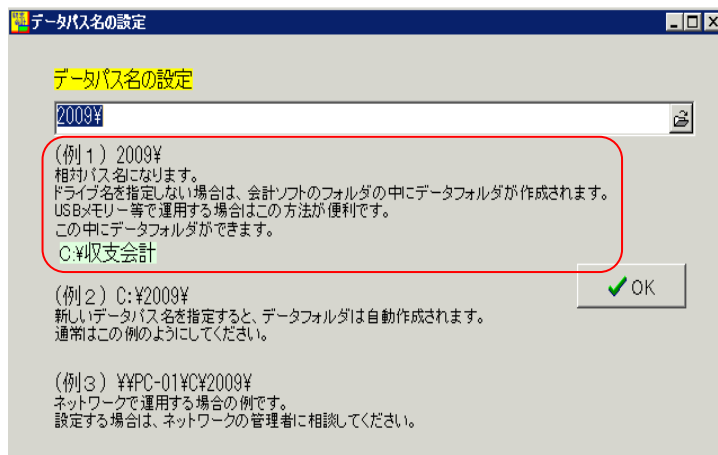 データパス名の設定
データパス名の設定
2009¥
(例１) 2009¥
相対パス名になります。
ドライブ名を指定しない場合は、会計ソフトのフォルダの中にデータフォルダが作成されます。
USBメモリー等で運用する場合はこの方法が便利です。
この中にデータフォルダができます。
C:¥収支会計
OK
(例２) C:¥2009¥
新しいデータパス名を指定すると、データフォルダは自動作成されます。
通常はこの例のようにしてください。
(例３) ¥¥PC-01¥C¥2009¥
ネットワークで運用する場合の例です。
設定する場合は、ネットワークの管理者に相談してください。